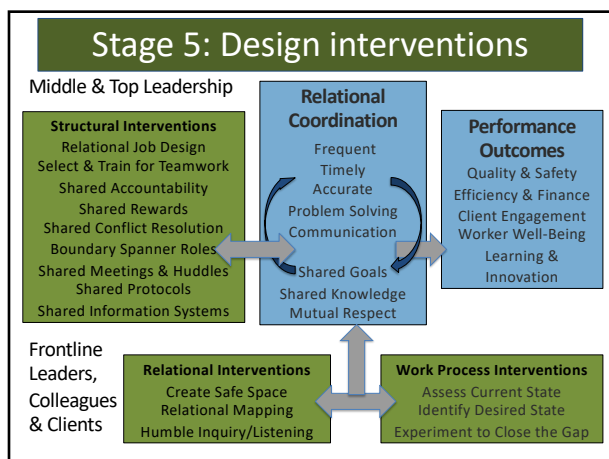 Stage 5: Design interventions
Middle & Top Leadership
Structural Interventions
Relational Job Design
Select & Train for Teamwork
Shared Accountability
Shared Rewards
Shared Conflict Resolution
Boundary Spanner Roles
Shared Meetings & Huddles
Shared Protocols
Shared Information Systems
Relational
Coordination
Frequent
Timely
Accurate
Problem Solving
Communication
Shared Goals
Shared Knowledge
Mutual Respect
Performance
Outcomes
Quality & Safety
Efficiency & Finance
Client Engagement
Worker Well-Being
Learning &
Innovation
Frontline
Leaders,
Colleagues
& Clients
Relational Interventions
Create Safe Space
Relational Mapping
Humble Inquiry/Listening
Work Process Interventions
Assess Current State
Identify Desired State
Experiment to Close the Gap